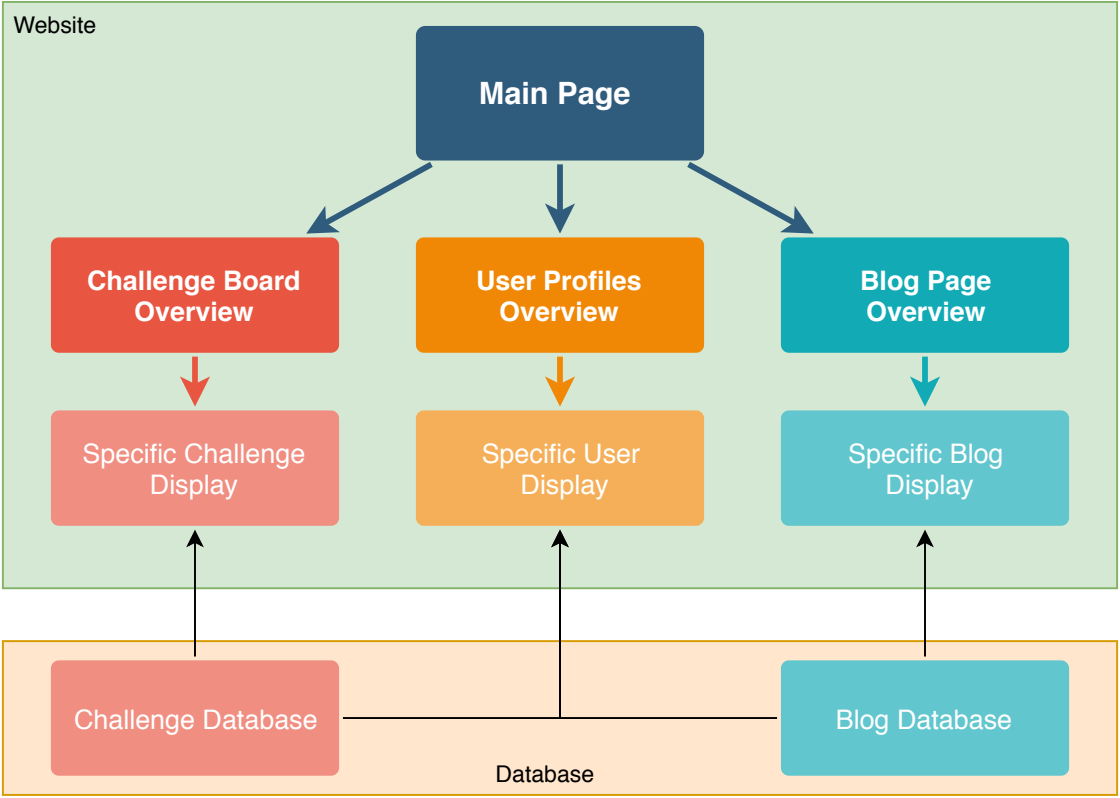 Website
Main Page
Challenge Board
Overview
User Profiles
Overview
Blog Page
Overview
Specific Challenge
Display
Specific User
Display
Specific Blog
Display
Challenge Database
Blog Database
Database